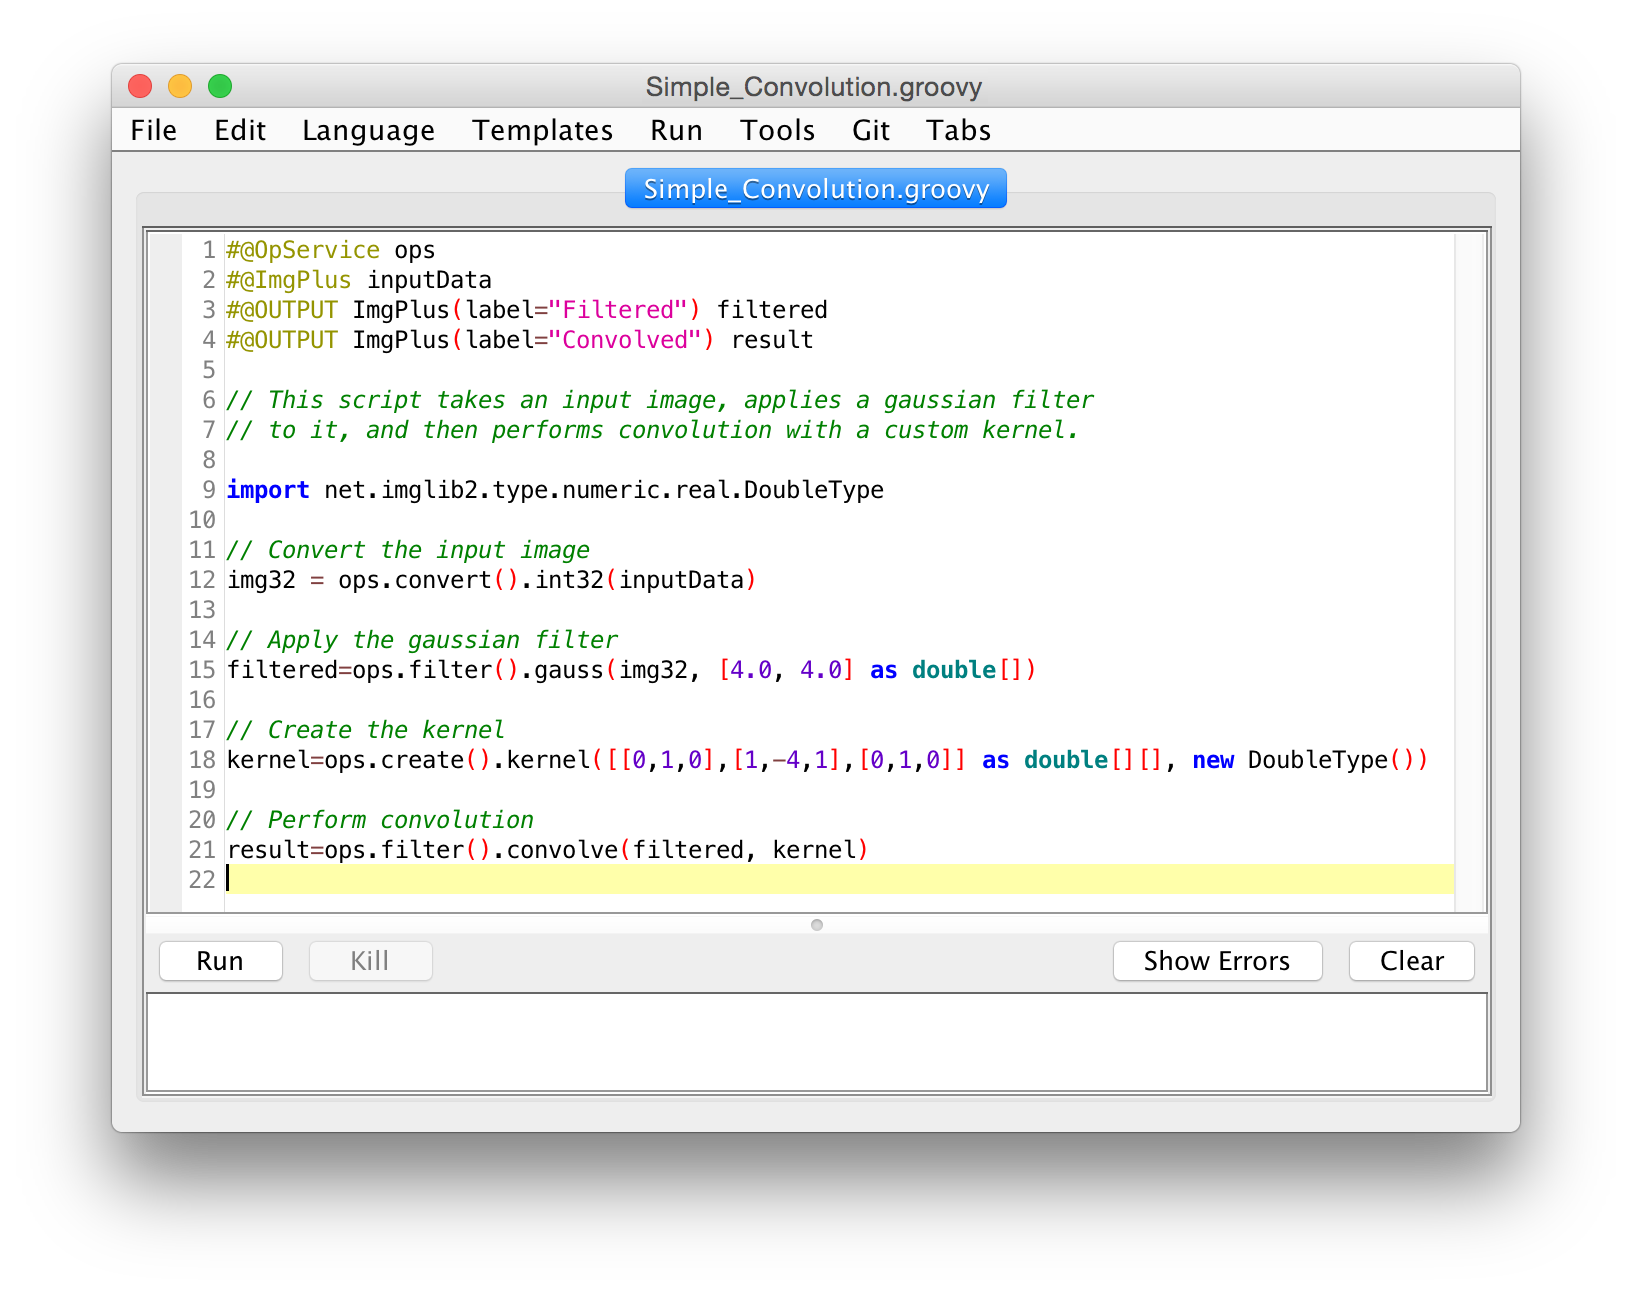 Simple_Convolution.groovy
File Edit Language Templates Run Tools Git Tabs
Simple_Convolution.groovy
1 #@OpService ops
2 #@ImgPlus inputData
3 #@OUTPUT ImgPlus(label="Filtered") filtered
4 #@OUTPUT ImgPlus(label="Convolved") result
5
6 // This script takes an input image, applies a gaussian filter
7 // to it, and then performs convolution with a custom kernel.
8
9 import net.imglib2.type.numeric.real.DoubleType
10
11 // Convert the input image
12 img32 = ops.convert().int32(inputData)
13
14 // Apply the gaussian filter
15 filtered=ops.filter().gauss(img32, [4.0, 4.0] as double[])
16
17 // Create the kernel
18 kernel=ops.create().kernel([[0,1,0],[1,-4,1],[0,1,0]] as double[][], new DoubleType())
19
20 // Perform convolution
21 result=ops.filter().convolve(filtered, kernel)
22
Run Kill Show Errors Clear